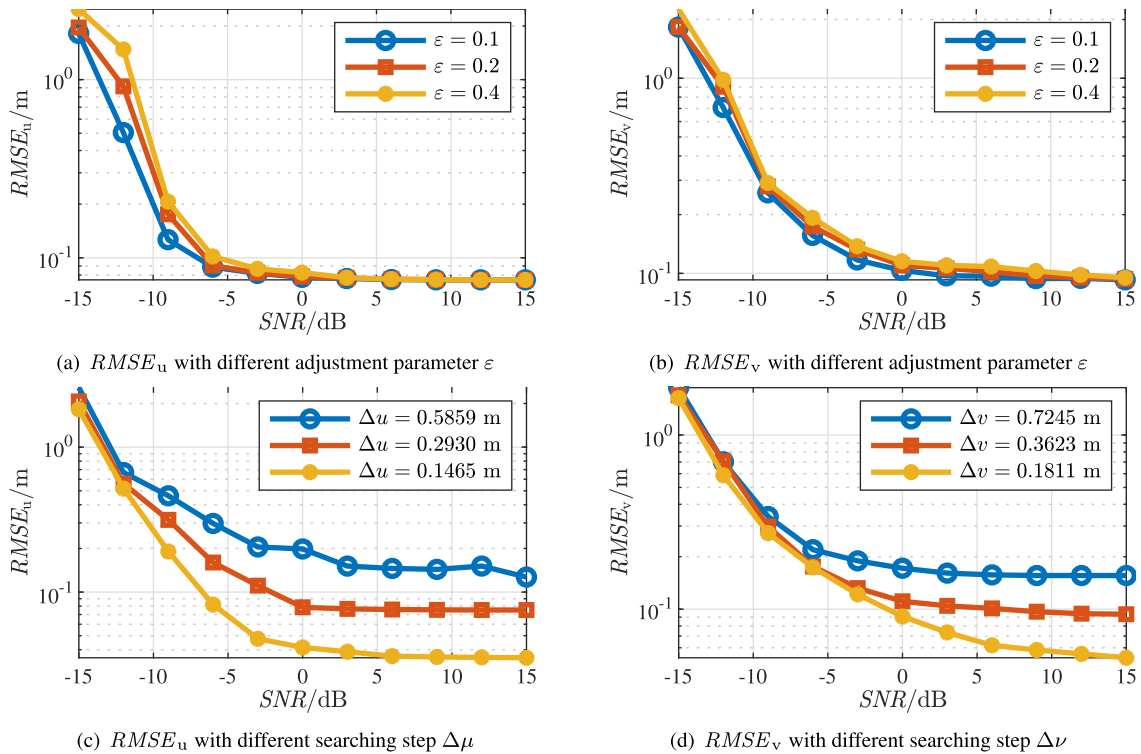 ε = 0.1
ε = 0.2
ε = 0.4
10^0
10^-1
RMSE_u/m
-15 -10 -5 0 5 10 15
SNR/dB
(a) RMSE_u with different adjustment parameter ε
ε = 0.1
ε = 0.2
ε = 0.4
10^0
10^-1
RMSE_v/m
-15 -10 -5 0 5 10 15
SNR/dB
(b) RMSE_v with different adjustment parameter ε
Δu = 0.5859 m
Δu = 0.2930 m
Δu = 0.1465 m
10^0
10^-1
RMSE_u/m
-15 -10 -5 0 5 10 15
SNR/dB
(c) RMSE_u with different searching step Δμ
Δv = 0.7245 m
Δv = 0.3623 m
Δv = 0.1811 m
10^0
10^-1
RMSE_v/m
-15 -10 -5 0 5 10 15
SNR/dB
(d) RMSE_v with different searching step Δν